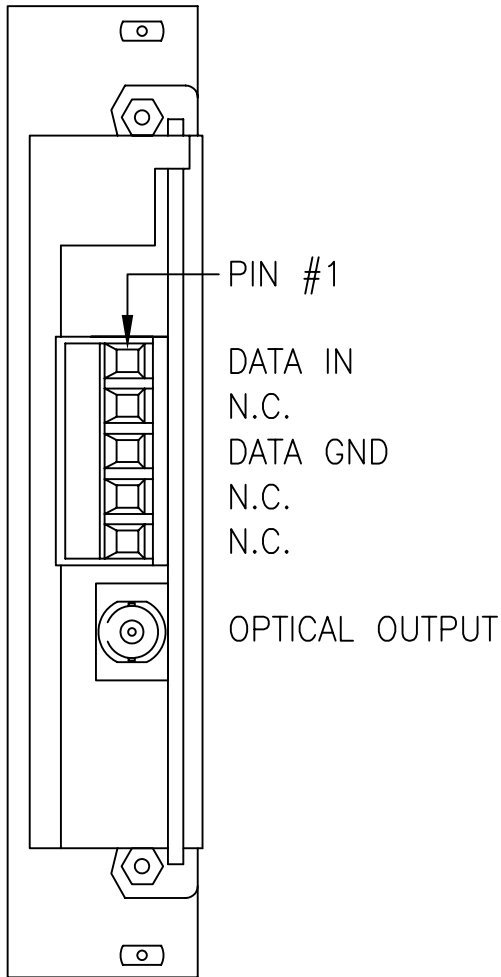 PIN #1
DATA IN
N.C.
DATA GND
N.C.
N.C.
OPTICAL OUTPUT